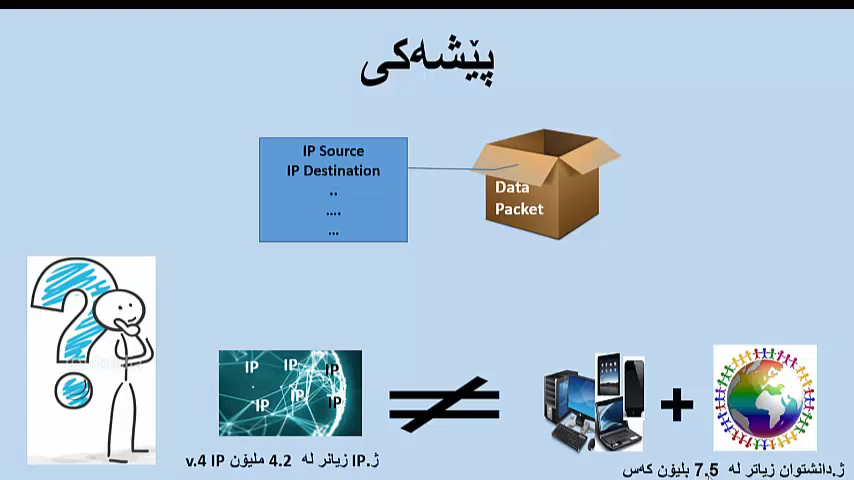 پێشەکی
IP Source
IP Destination
..
....
...
Data
Packet
IP
IP
IP
IP
IP
IP
ژ.IP زیاتر لە 4.2 ملیۆن v.4 IP
ژ.دانشتوان زیاتر لە 7.5 بلیۆن کەس